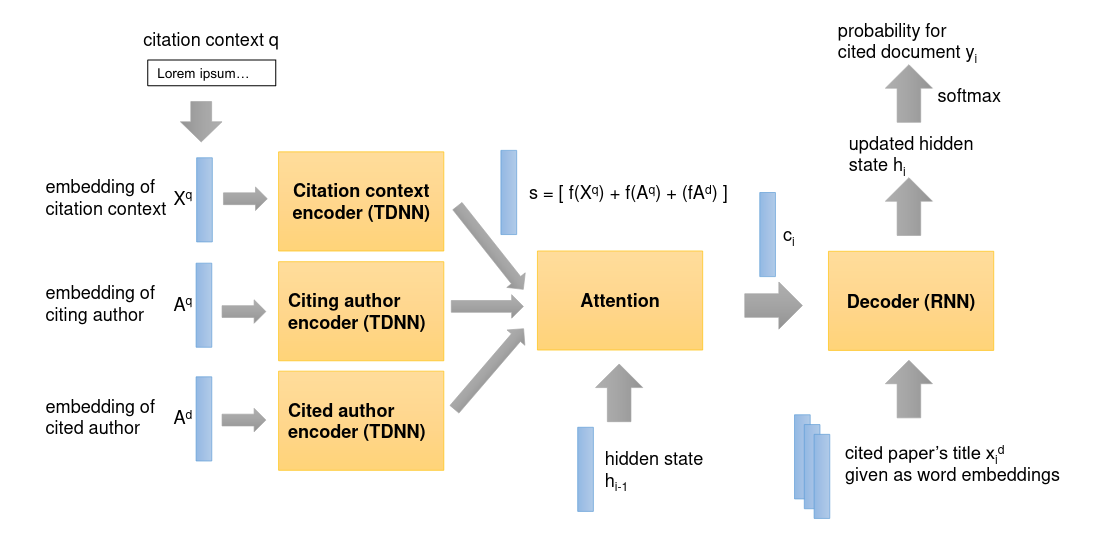 citation context q
Lorem ipsum…
embedding of
citation context
X^q
Citation context
encoder (TDNN)
embedding of
citing author
A^q
Citing author
encoder (TDNN)
embedding of
cited author
A^d
Cited author
encoder (TDNN)
s = [ f(X^q) + f(A^q) + (fA^d) ]
Attention
hidden state
h_i-1
c_i
Decoder (RNN)
cited paper's title x_i^d
given as word embeddings
updated hidden
state h_i
softmax
probability for
cited document y_i